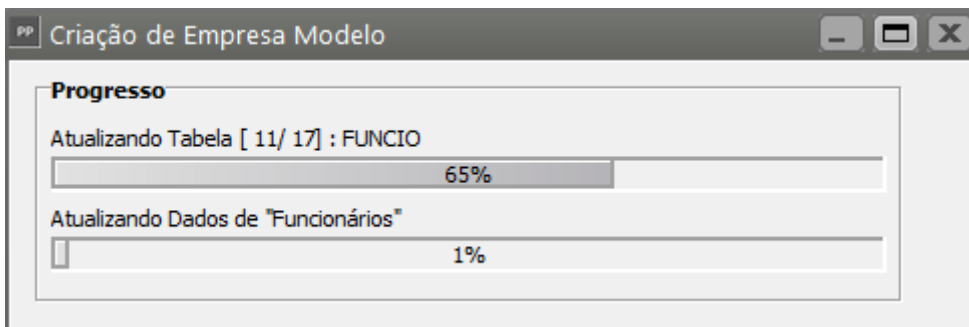 PP Criação de Empresa Modelo
Progresso
Atualizando Tabela [ 11/ 17] : FUNCIO
65%
Atualizando Dados de "Funcionários"
1%